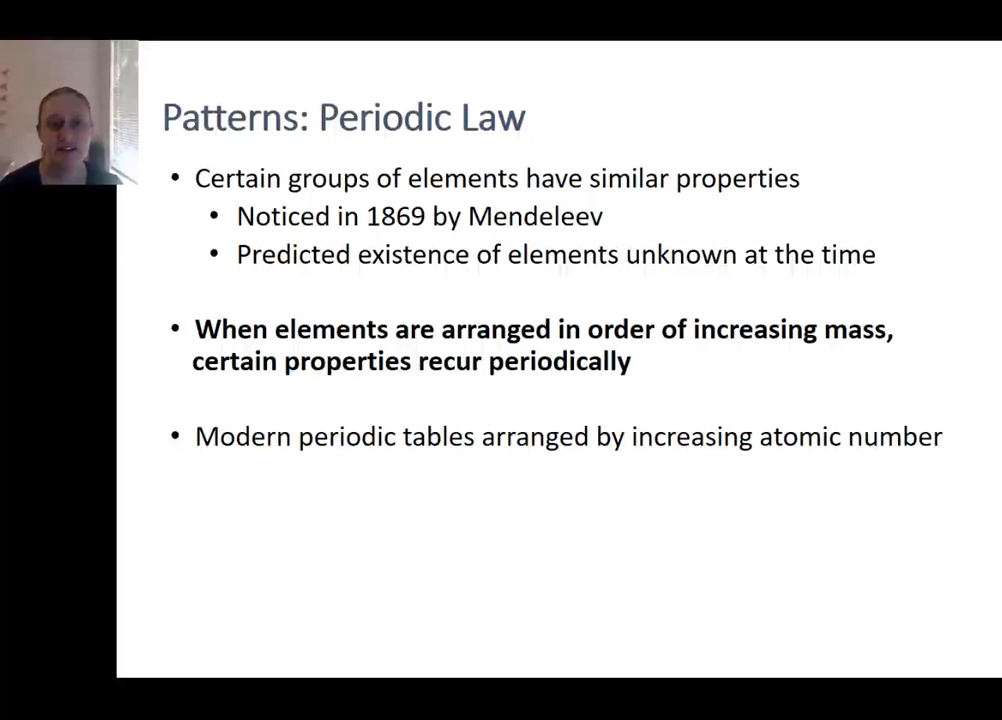 Patterns: Periodic Law
• Certain groups of elements have similar properties
• Noticed in 1869 by Mendeleev
• Predicted existence of elements unknown at the time
• When elements are arranged in order of increasing mass,
certain properties recur periodically
• Modern periodic tables arranged by increasing atomic number